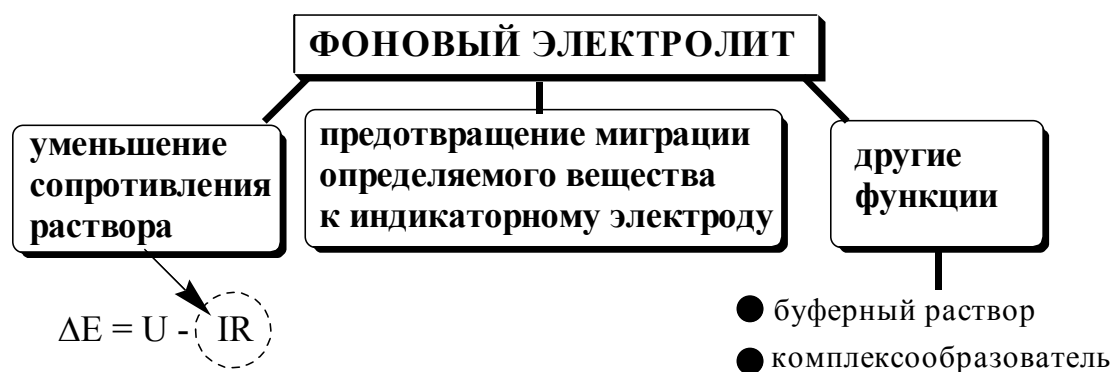 ФОНОВЫЙ ЭЛЕКТРОЛИТ
уменьшение
сопротивления
раствора
предотвращение миграции
определяемого вещества
к индикаторному электроду
другие
функции
ΔE = U - IR
буферный раствор
комплексообразователь